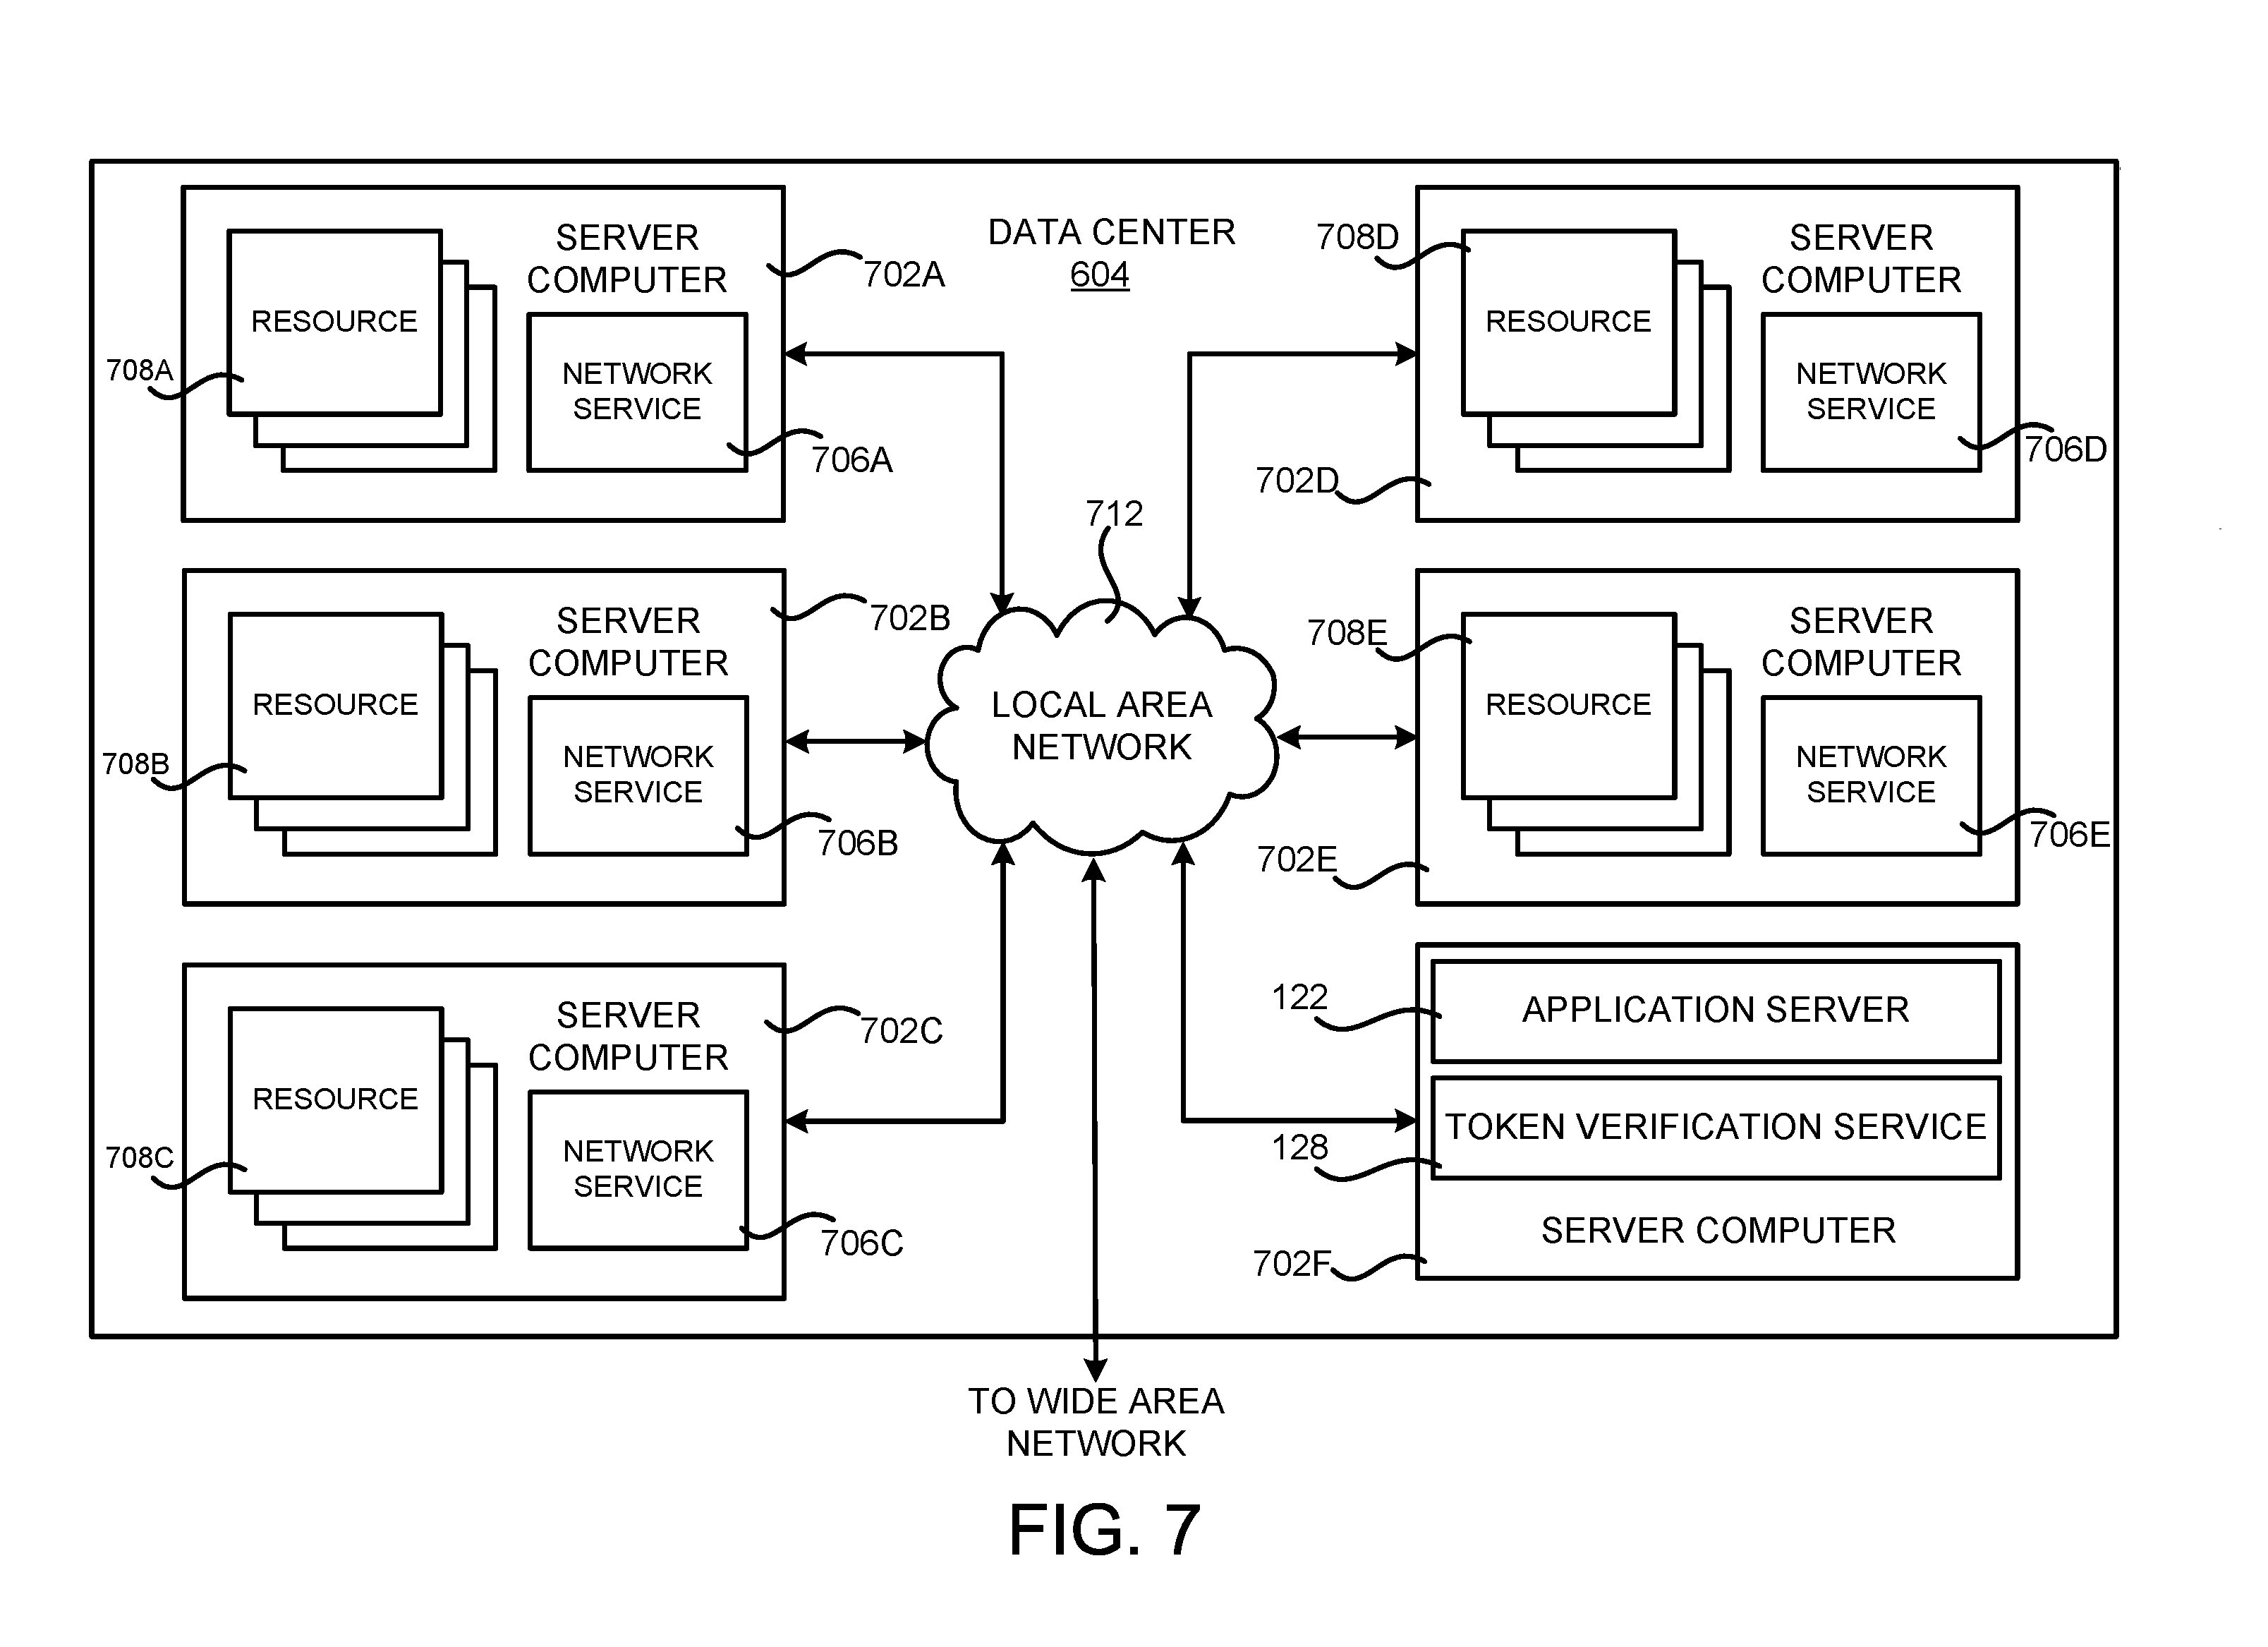 DATA CENTER
604
SERVER
COMPUTER
702A
RESOURCE
708A
NETWORK
SERVICE
706A
SERVER
COMPUTER
702B
RESOURCE
708B
NETWORK
SERVICE
706B
SERVER
COMPUTER
702C
RESOURCE
708C
NETWORK
SERVICE
706C
712
LOCAL AREA
NETWORK
708D
SERVER
COMPUTER
RESOURCE
NETWORK
SERVICE
702D
706D
708E
SERVER
COMPUTER
RESOURCE
NETWORK
SERVICE
702E
706E
122
APPLICATION SERVER
TOKEN VERIFICATION SERVICE
128
SERVER COMPUTER
702F
TO WIDE AREA
NETWORK
FIG. 7